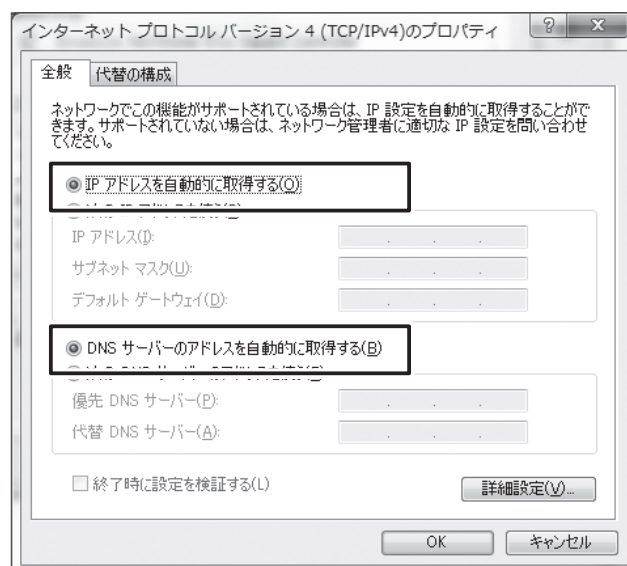 インターネット プロトコル バージョン 4 (TCP/IPv4)のプロパティ
全般
代替の構成
ネットワークでこの機能がサポートされている場合は、IP 設定を自動的に取得することがで
きます。サポートされていない場合は、ネットワーク管理者に適切な IP 設定を問い合わせ
てください。
IP アドレスを自動的に取得する(O)
IP アドレス(I):
サブネット マスク(U):
デフォルト ゲートウェイ(D):
DNS サーバーのアドレスを自動的に取得する(B)
優先 DNS サーバー(P):
代替 DNS サーバー(A):
終了時に設定を検証する(L)
詳細設定(V)...
OK
キャンセル